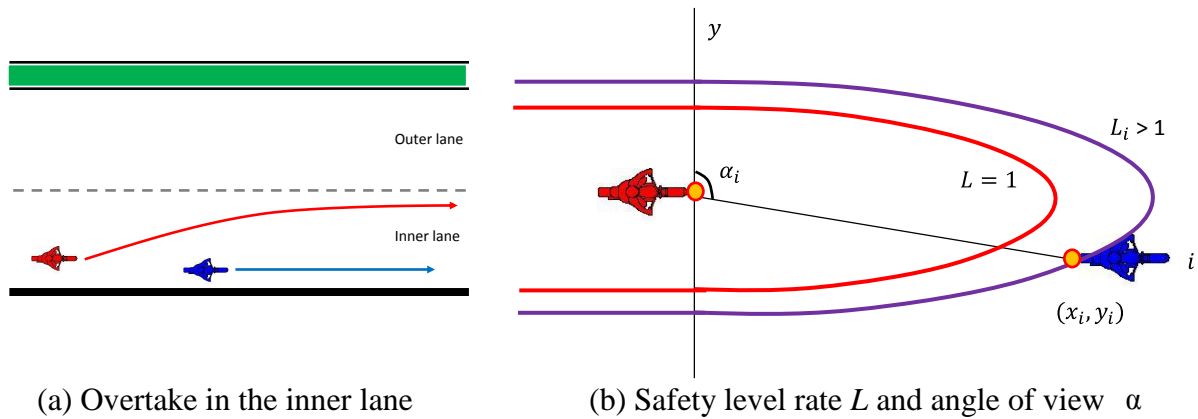 Outer lane
Inner lane
(a) Overtake in the inner lane
y
α_i
L_i > 1
L = 1
i
(x_i, y_i)
(b) Safety level rate L and angle of view α